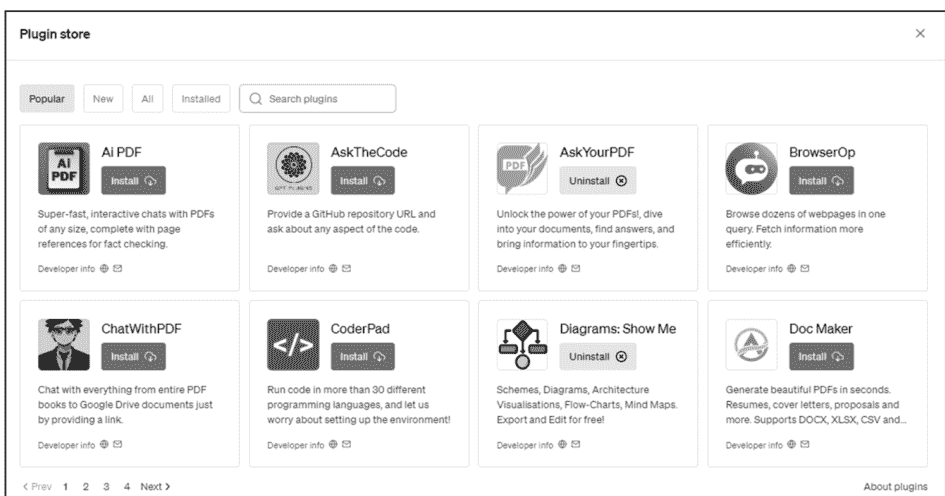 Plugin store
Popular New All Installed Search plugins
Ai PDF
Ai PDF
Install
Super-fast, interactive chats with PDFs
of any size, complete with page
references for fact checking.
Developer info
AskTheCode
GPT PLUGINS
Install
Provide a GitHub repository URL and
ask about any aspect of the code.
Developer info
AskYourPDF
PDF
Uninstall
Unlock the power of your PDFs!, dive
into your documents, find answers, and
bring information to your fingertips.
Developer info
BrowserOp
Install
Browse dozens of webpages in one
query. Fetch information more
efficiently.
Developer info
ChatWithPDF
Install
Chat with everything from entire PDF
books to Google Drive documents just
by providing a link.
Developer info
CoderPad
</>
Install
Run code in more than 30 different
programming languages, and let us
worry about setting up the environment!
Developer info
Diagrams: Show Me
Uninstall
Schemes, Diagrams, Architecture
Visualisations, Flow-Charts, Mind Maps.
Export and Edit for free!
Developer info
Doc Maker
Install
Generate beautiful PDFs in seconds.
Resumes, cover letters, proposals and
more. Supports DOCX, XLSX, CSV and...
Developer info
< Prev 1 2 3 4 Next >
About plugins